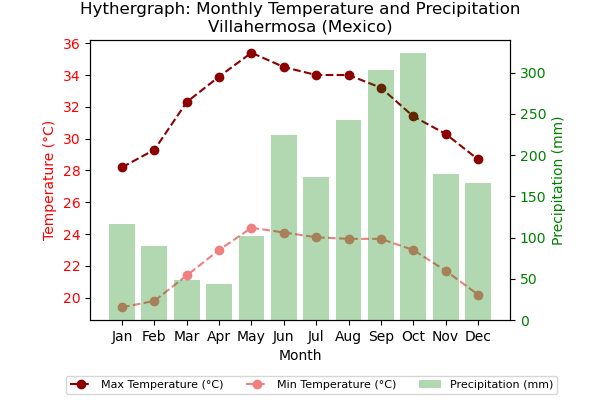 Hythergraph: Monthly Temperature and Precipitation
Villahermosa (Mexico)
36
34
32
30
28
26
24
22
20
Temperature (°C)
300
250
200
150
100
50
0
Precipitation (mm)
Jan Feb Mar Apr May Jun Jul Aug Sep Oct Nov Dec
Month
Max Temperature (°C) Min Temperature (°C) Precipitation (mm)